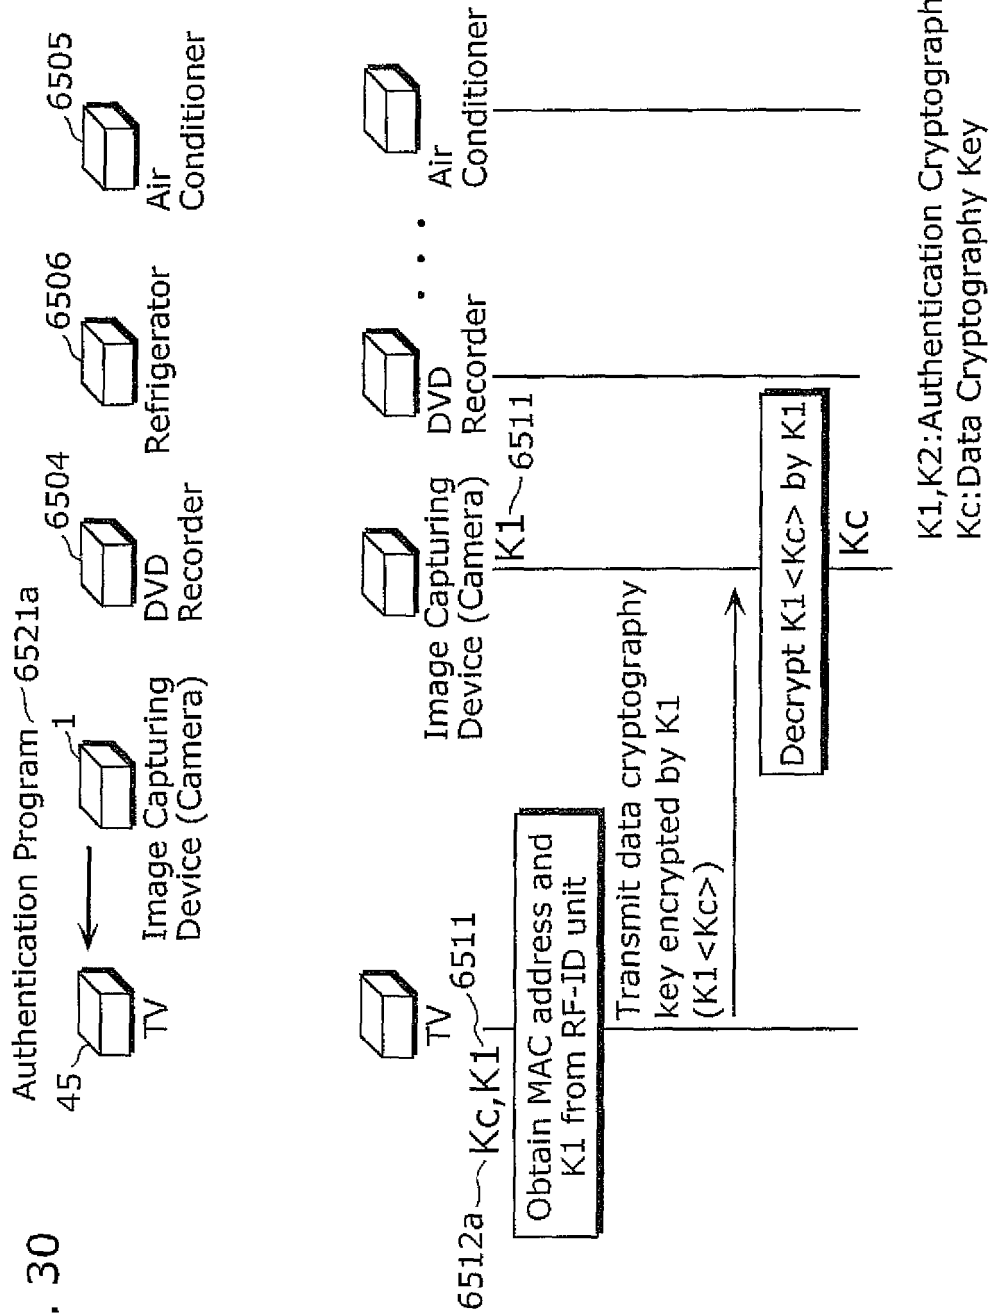 . 30
Authentication Program 6521a
45
1
6504
6506
6505
TV
Image Capturing
Device (Camera)
DVD
Recorder
Refrigerator
Air
Conditioner
TV
Image Capturing
Device (Camera)
DVD
Recorder
. . .
Air
Conditioner
6512a Kc,K1 6511
K1 6511
Obtain MAC address and
K1 from RF-ID unit
Transmit data cryptography
key encrypted by K1
(K1<Kc>)
Decrypt K1<Kc> by K1
Kc
K1,K2:Authentication Cryptograph
Kc:Data Cryptography Key